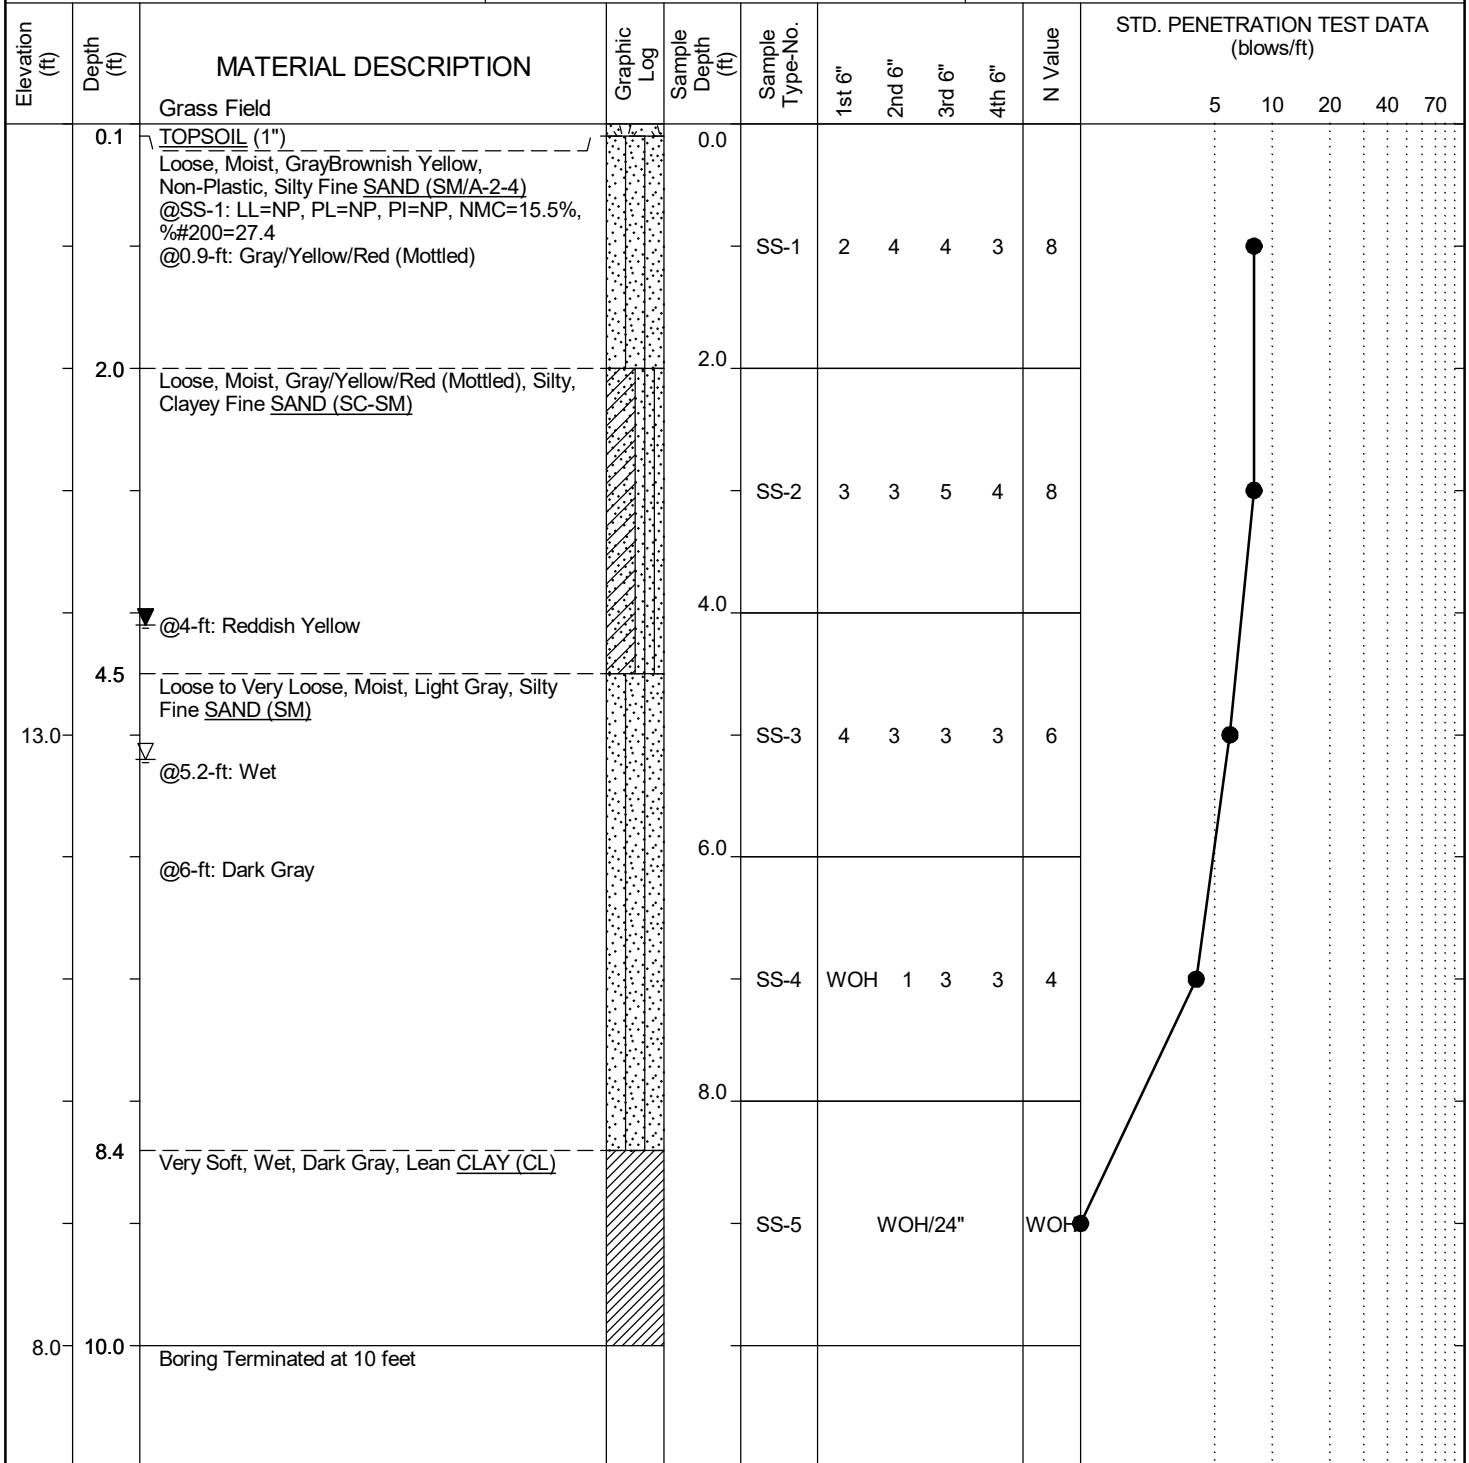 Elevation (ft)
Depth (ft)
MATERIAL DESCRIPTION
Grass Field
Graphic Log
Sample Depth (ft)
Sample Type-No.
1st 6"
2nd 6"
3rd 6"
4th 6"
N Value
STD. PENETRATION TEST DATA
(blows/ft)
5 10 20 40 70
0.1
TOPSOIL (1")
0.0
Loose, Moist, GrayBrownish Yellow,
Non-Plastic, Silty Fine SAND (SM/A-2-4)
@SS-1: LL=NP, PL=NP, PI=NP, NMC=15.5%,
%#200=27.4
@0.9-ft: Gray/Yellow/Red (Mottled)
SS-1 2 4 4 3 8
2.0
2.0
Loose, Moist, Gray/Yellow/Red (Mottled), Silty,
Clayey Fine SAND (SC-SM)
SS-2 3 3 5 4 8
4.0
@4-ft: Reddish Yellow
4.5
Loose to Very Loose, Moist, Light Gray, Silty
Fine SAND (SM)
13.0
SS-3 4 3 3 3 6
@5.2-ft: Wet
6.0
@6-ft: Dark Gray
SS-4 WOH 1 3 3 4
8.0
8.4
Very Soft, Wet, Dark Gray, Lean CLAY (CL)
SS-5 WOH/24" WOH
8.0
10.0
Boring Terminated at 10 feet